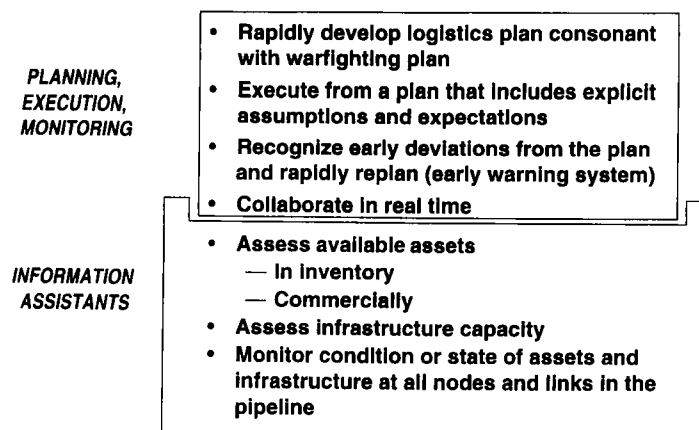 PLANNING,
EXECUTION,
MONITORING
• Rapidly develop logistics plan consonant
with warfighting plan
• Execute from a plan that includes explicit
assumptions and expectations
• Recognize early deviations from the plan
and rapidly replan (early warning system)
• Collaborate in real time
INFORMATION
ASSISTANTS
• Assess available assets
— In inventory
— Commercially
• Assess infrastructure capacity
• Monitor condition or state of assets and
infrastructure at all nodes and links in the
pipeline